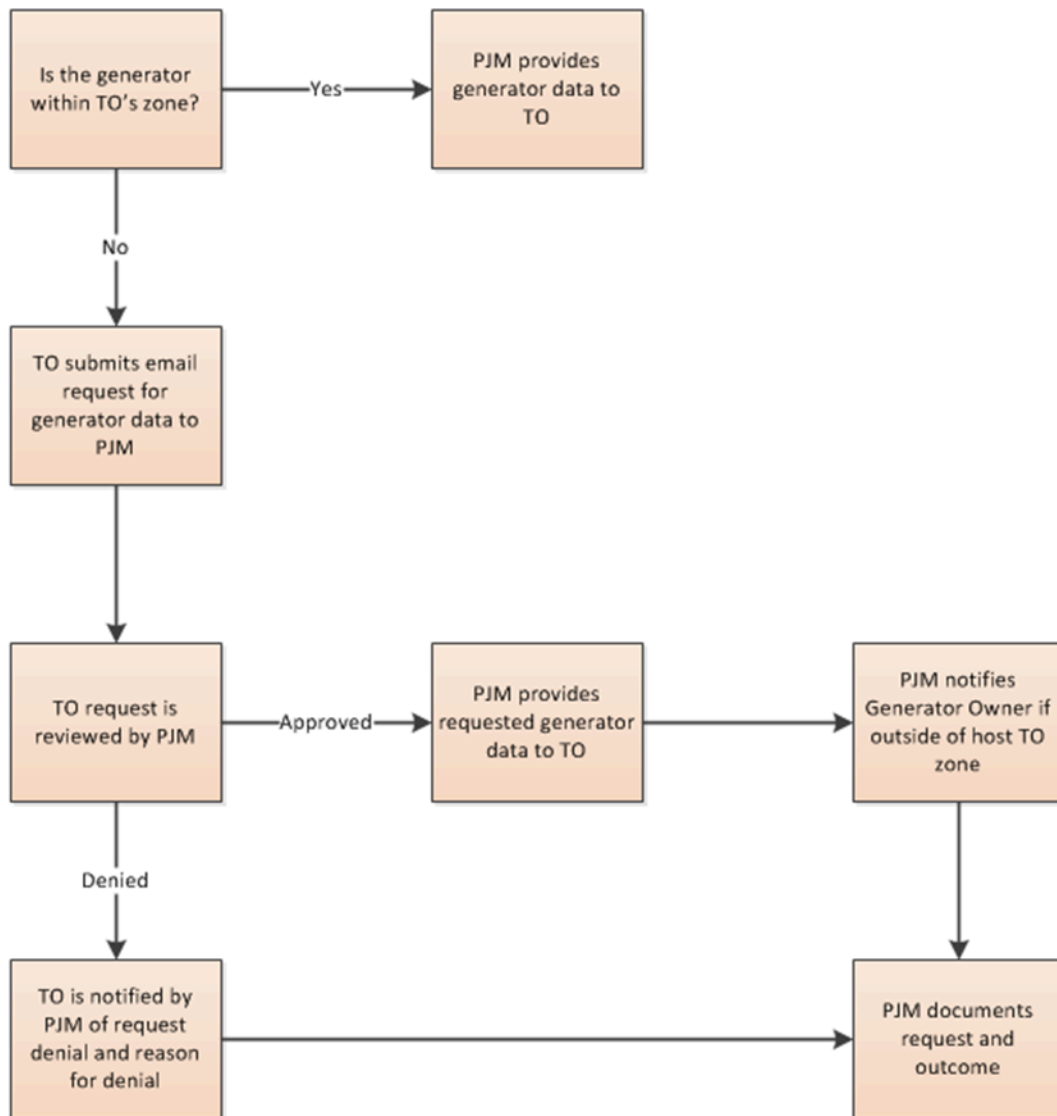 Is the generator
within TO's zone?
Yes
PJM provides
generator data to
TO
No
TO submits email
request for
generator data to
PJM
TO request is
reviewed by PJM
Approved
PJM provides
requested generator
data to TO
PJM notifies
Generator Owner if
outside of host TO
zone
Denied
TO is notified by
PJM of request
denial and reason
for denial
PJM documents
request and
outcome